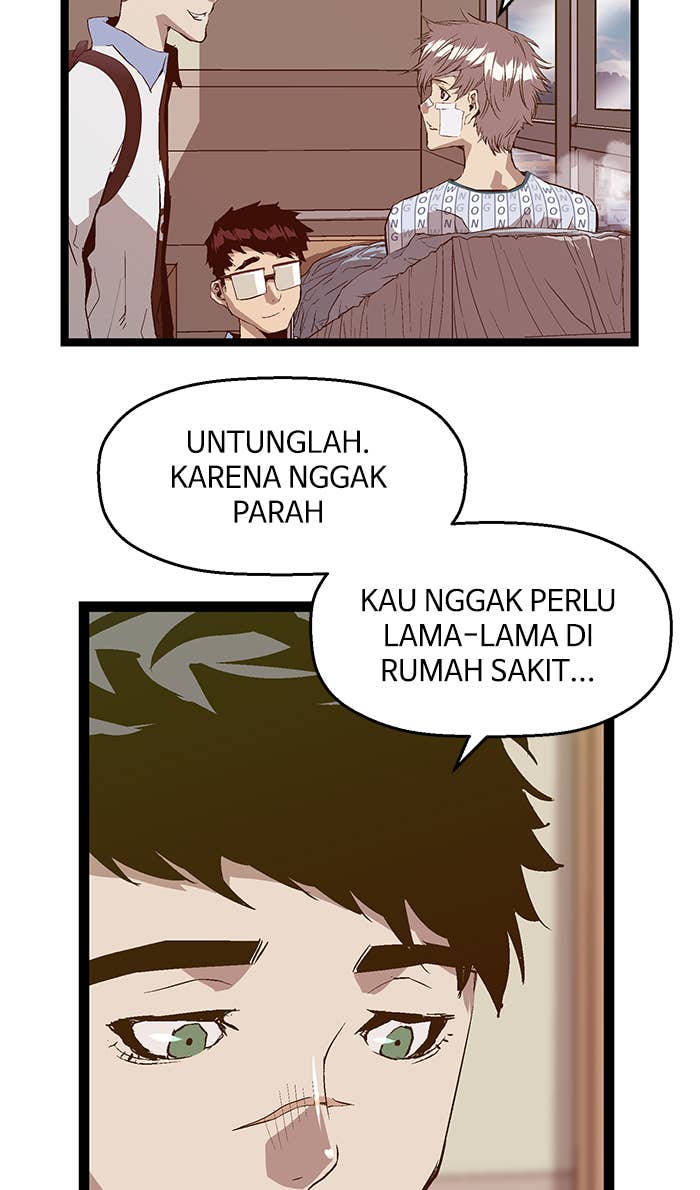 UNTUNGLAH.
KARENA NGGAK
PARAH
KAU NGGAK PERLU
LAMA-LAMA DI
RUMAH SAKIT...